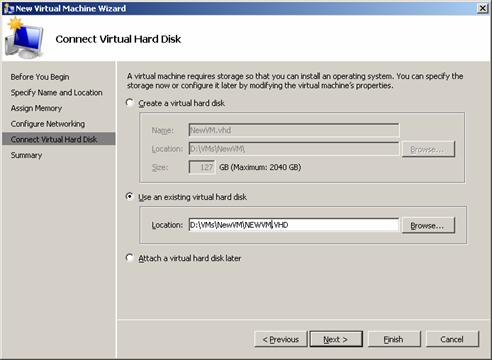 New Virtual Machine Wizard
Connect Virtual Hard Disk
Before You Begin
Specify Name and Location
Assign Memory
Configure Networking
Connect Virtual Hard Disk
Summary
A virtual machine requires storage so that you can install an operating system. You can specify the
storage now or configure it later by modifying the virtual machine's properties.
Create a virtual hard disk
Name: NewVM.vhd
Location: D:\VMs\NewVM\ Browse...
Size: 127 GB (Maximum: 2040 GB)
Use an existing virtual hard disk
Location: D:\VMs\NewVM\NEWVM.VHD Browse...
Attach a virtual hard disk later
< Previous Next > Finish Cancel